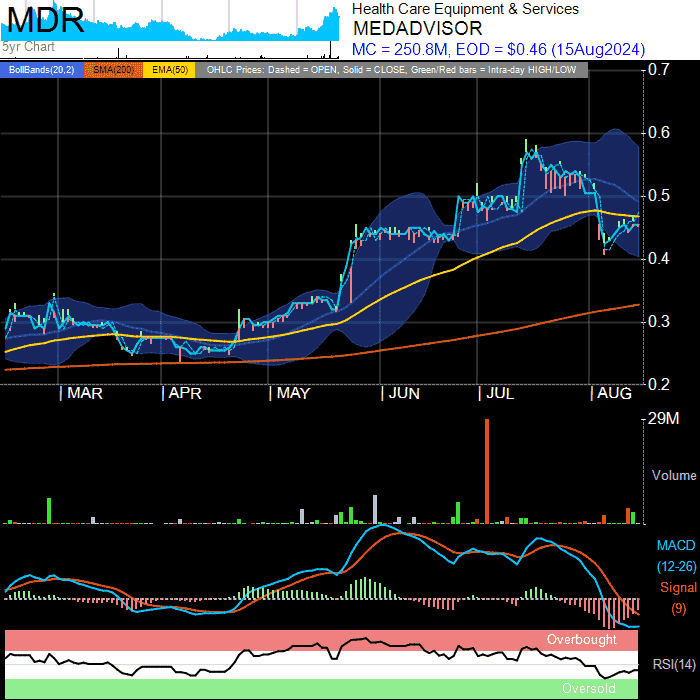 MDR
5yr Chart
Health Care Equipment & Services
MEDADVISOR
MC = 250.8M, EOD = $0.46 (15Aug2024)
BollBands(20,2) SMA(200) EMA(50) OHLC Prices: Dashed = OPEN, Solid = CLOSE, Green/Red bars = Intra-day HIGH/LOW
0.7
0.6
0.5
0.4
0.3
0.2
MAR APR MAY JUN JUL AUG
29M
Volume
MACD
(12-26)
Signal
(9)
Overbought
RSI(14)
Oversold